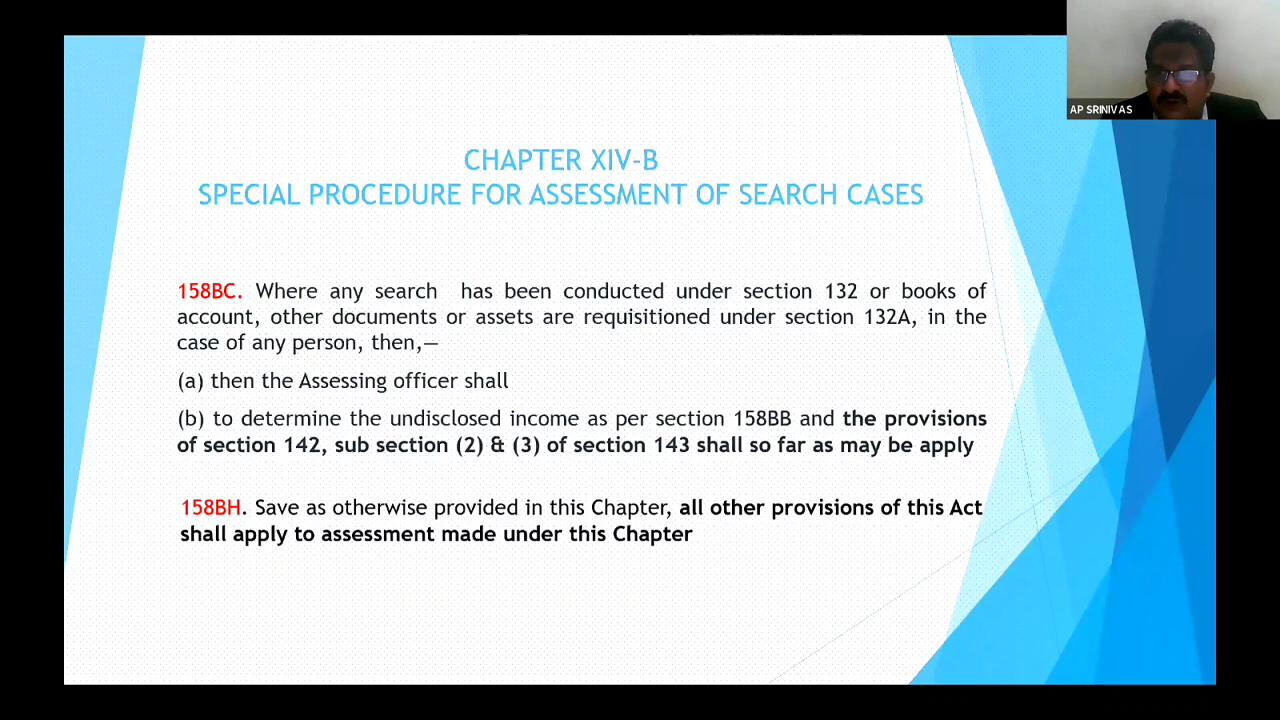 AP SRINIVAS
CHAPTER XIV-B
SPECIAL PROCEDURE FOR ASSESSMENT OF SEARCH CASES
158BC. Where any search has been conducted under section 132 or books of
account, other documents or assets are requisitioned under section 132A, in the
case of any person, then,—
(a) then the Assessing officer shall
(b) to determine the undisclosed income as per section 158BB and the provisions
of section 142, sub section (2) & (3) of section 143 shall so far as may be apply
158BH. Save as otherwise provided in this Chapter, all other provisions of this Act
shall apply to assessment made under this Chapter